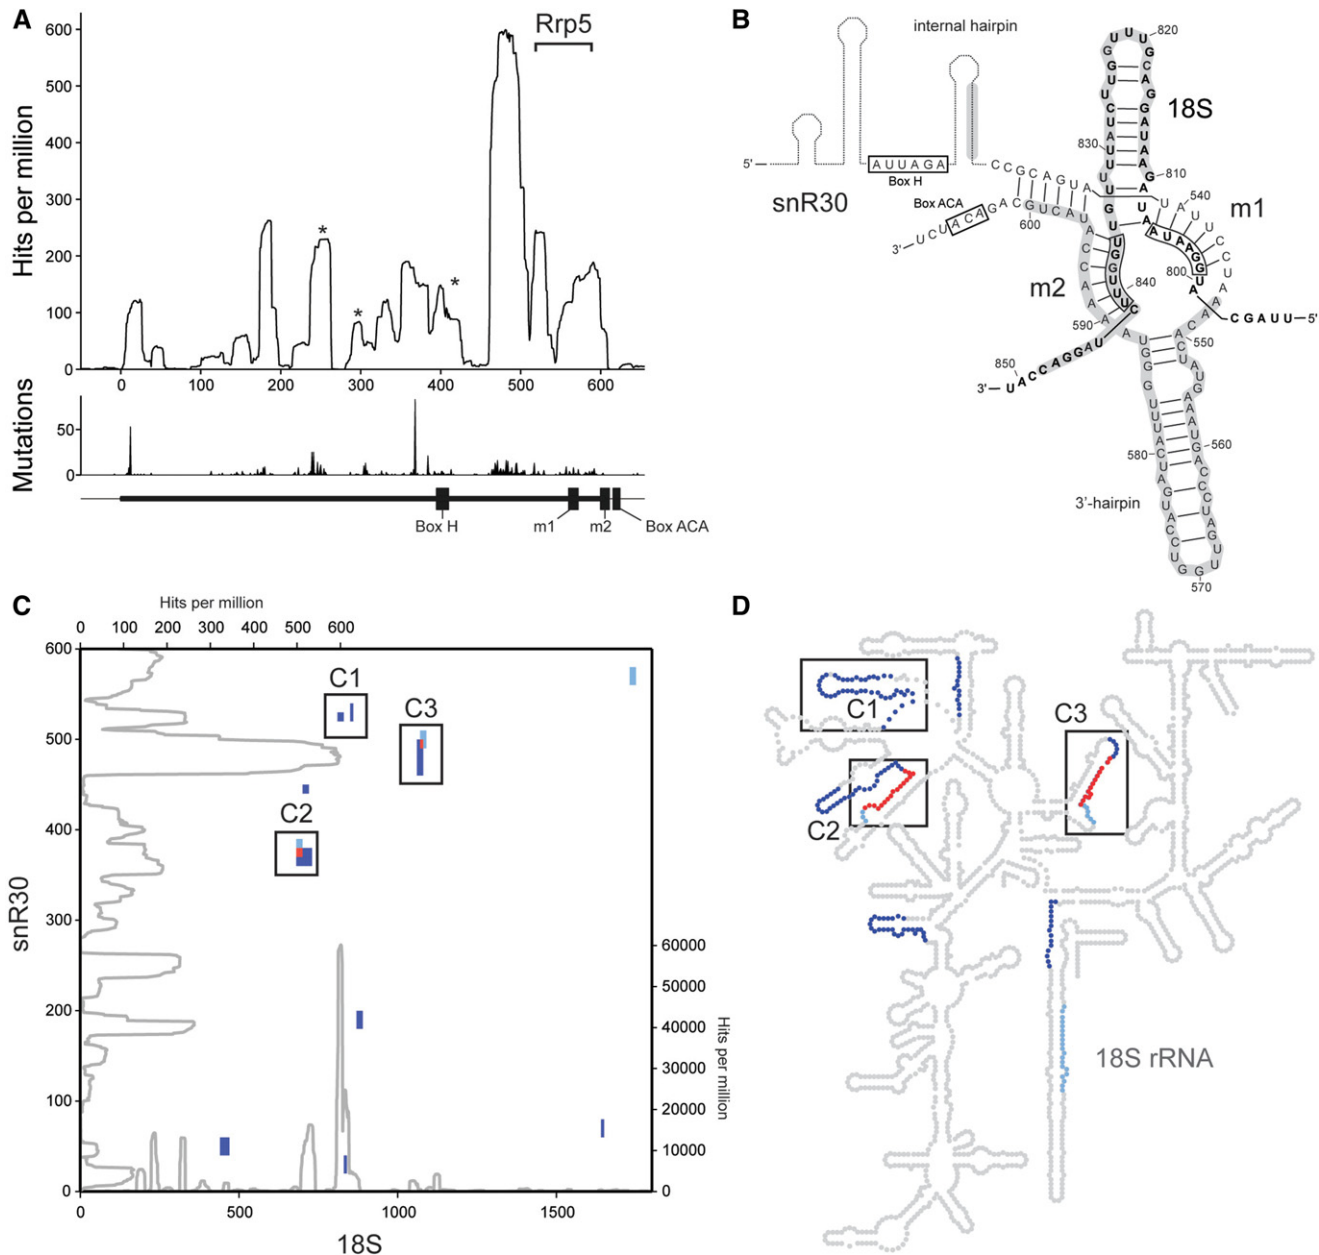 A
Rrp5
Hits per million
600
500
400
300
200
100
0
*
*
*
0 100 200 300 400 500 600
Mutations
50
0
Box H
m1
m2
Box ACA
B
internal hairpin
5'
AUUAGA
Box H
snR30
Box ACA
ACA
3'
600
590
580
570
560
550
540
820
810
800
830
840
850
18S
m1
m2
CGAUU–5'
3'
3'-hairpin
C
Hits per million
0 100 200 300 400 500 600
600
500
400
300
200
100
0
snR30
C1
C3
C2
60000
50000
40000
30000
20000
10000
0
Hits per million
0 500 1000 1500
18S
D
C1
C3
C2
18S rRNA